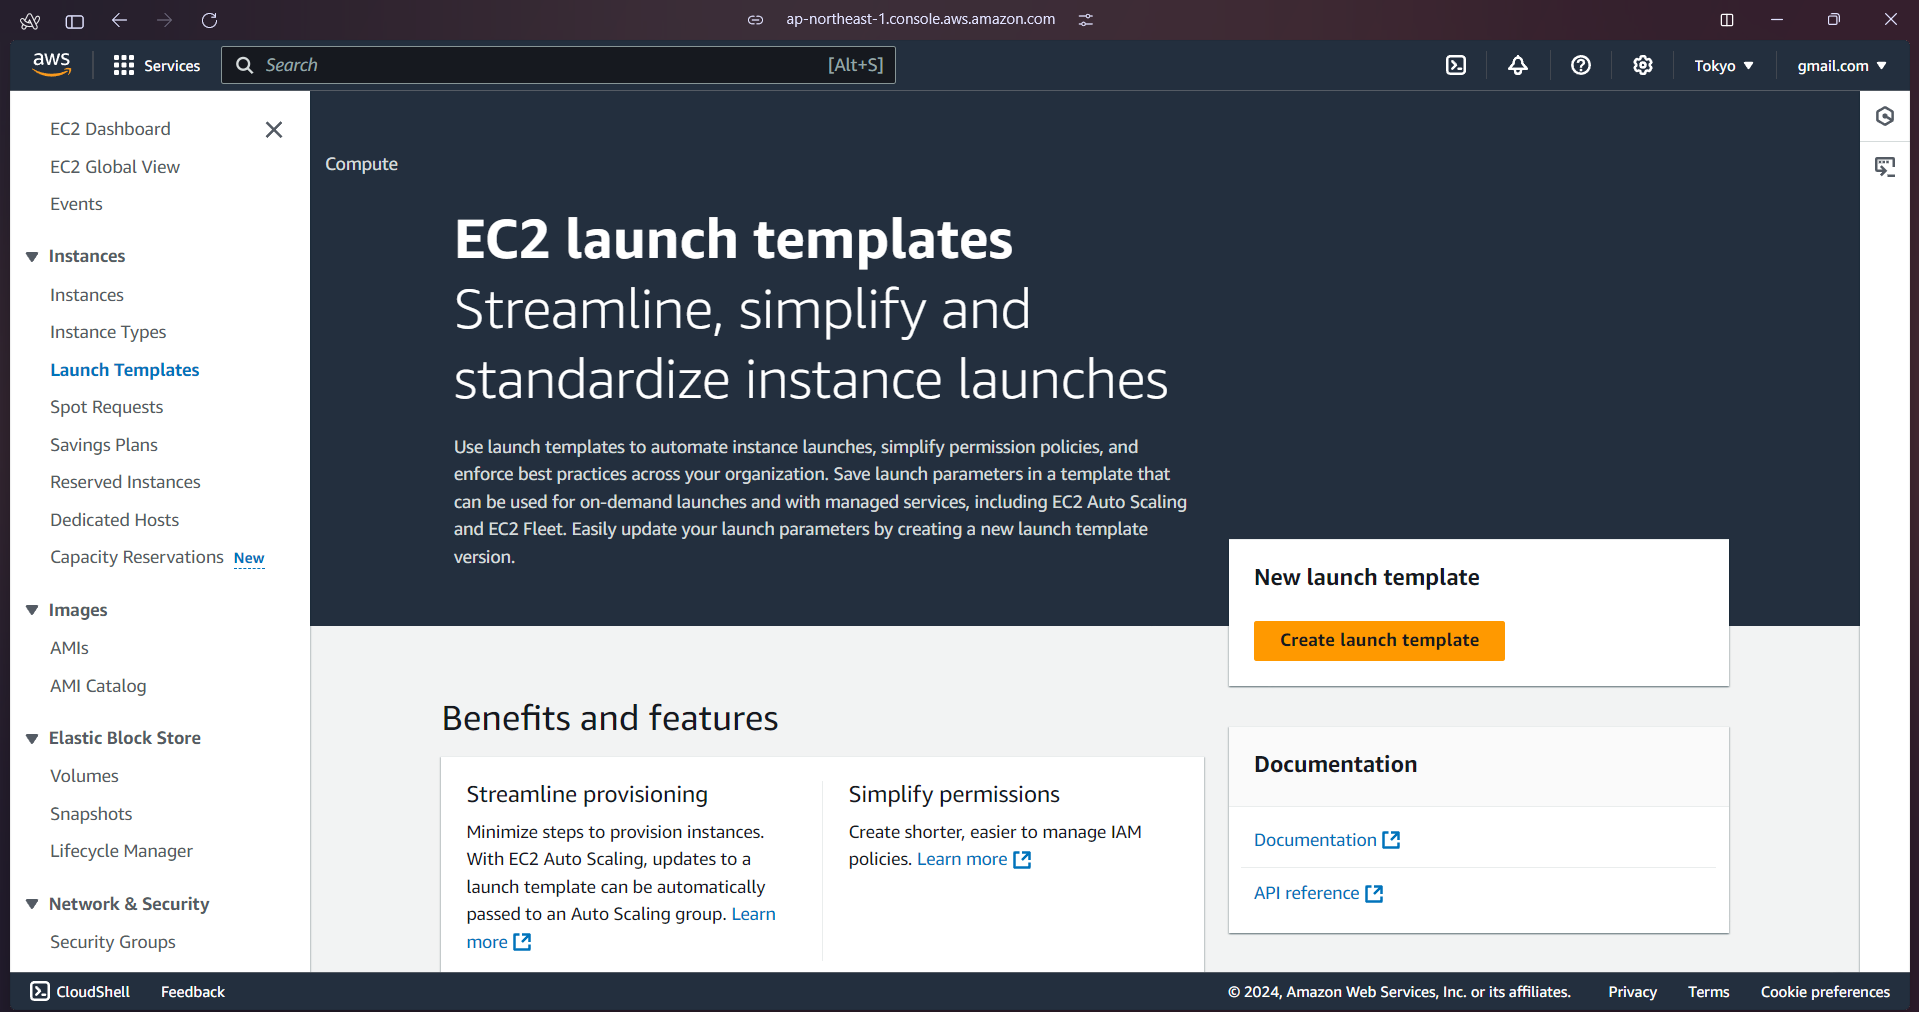 ap-northeast-1.console.aws.amazon.com
aws
Services
Search
[Alt+S]
Tokyo
gmail.com
EC2 Dashboard
EC2 Global View
Events
Instances
Instances
Instance Types
Launch Templates
Spot Requests
Savings Plans
Reserved Instances
Dedicated Hosts
Capacity Reservations New
Images
AMIs
AMI Catalog
Elastic Block Store
Volumes
Snapshots
Lifecycle Manager
Network & Security
Security Groups
Compute
EC2 launch templates
Streamline, simplify and
standardize instance launches
Use launch templates to automate instance launches, simplify permission policies, and
enforce best practices across your organization. Save launch parameters in a template that
can be used for on-demand launches and with managed services, including EC2 Auto Scaling
and EC2 Fleet. Easily update your launch parameters by creating a new launch template
version.
New launch template
Create launch template
Benefits and features
Streamline provisioning
Minimize steps to provision instances.
With EC2 Auto Scaling, updates to a
launch template can be automatically
passed to an Auto Scaling group. Learn
more
Simplify permissions
Create shorter, easier to manage IAM
policies. Learn more
Documentation
Documentation
API reference
CloudShell
Feedback
© 2024, Amazon Web Services, Inc. or its affiliates.
Privacy
Terms
Cookie preferences